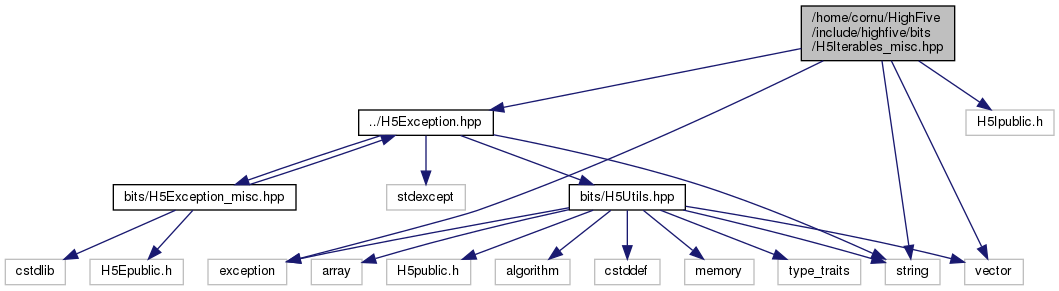 /home/cornu/HighFive
/include/highfive/bits
/H5Iterables_misc.hpp
../H5Exception.hpp
H5Ipublic.h
bits/H5Exception_misc.hpp
stdexcept
bits/H5Utils.hpp
cstdlib
H5Epublic.h
exception
array
H5public.h
algorithm
cstddef
memory
type_traits
string
vector